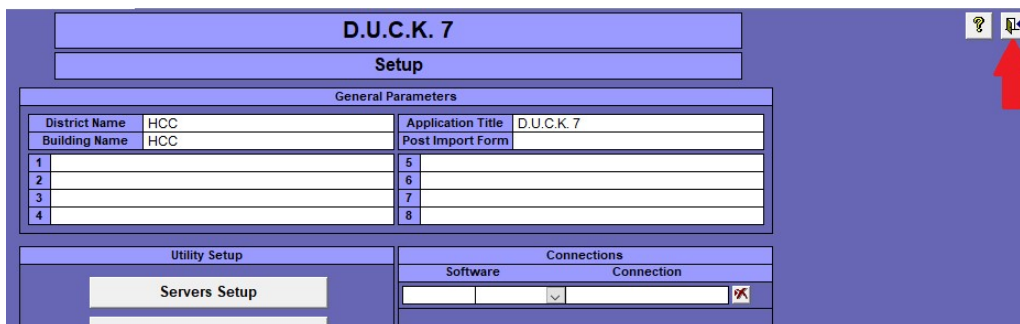 D.U.C.K. 7
?
Setup
General Parameters
District Name HCC
Building Name HCC
Application Title D.U.C.K. 7
Post Import Form
1
2
3
4
5
6
7
8
Utility Setup
Servers Setup
Connections
Software Connection